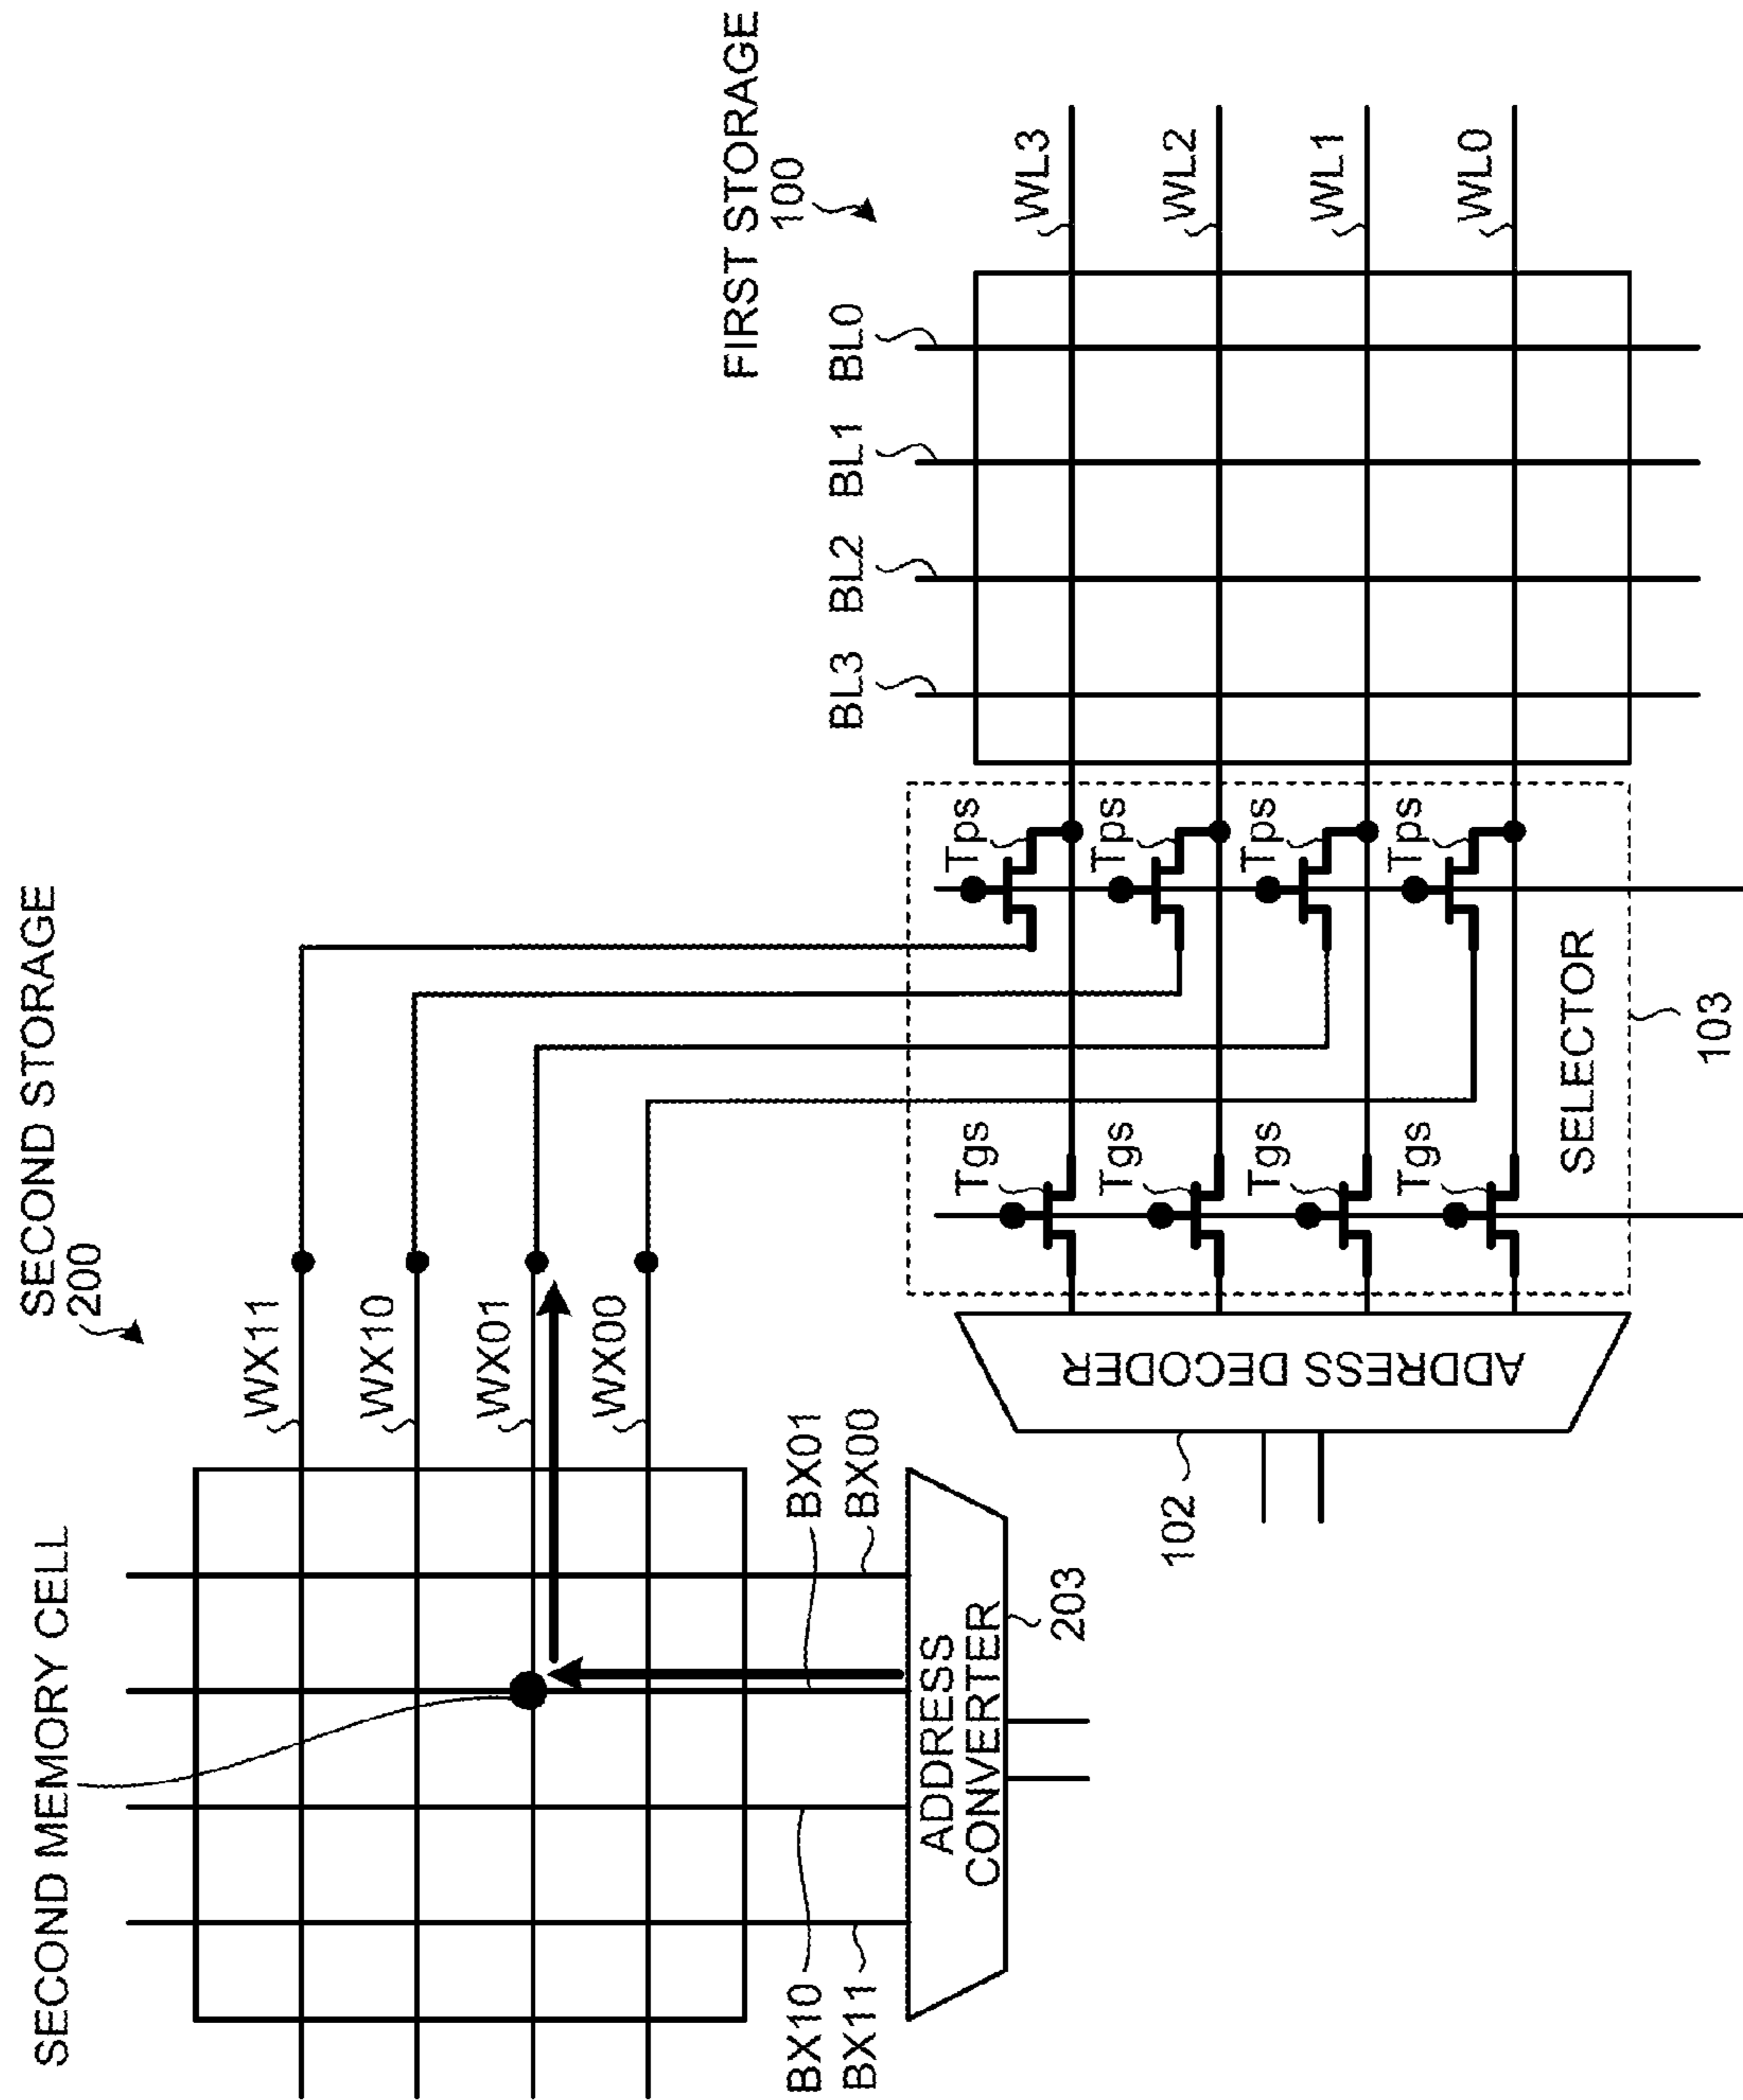 SECOND STORAGE
200
SECOND MEMORY CELL
WX11
WX10
WX01
WX00
BX01
BX00
BX10
BX11
ADDRESS
CONVERTER
203
FIRST STORAGE
100
BL3
BL2
BL1
BL0
WL3
WL2
WL1
WL0
Tgs
Tps
Tgs
Tps
Tgs
Tps
Tgs
Tps
ADDRESS DECODER
102
SELECTOR
103